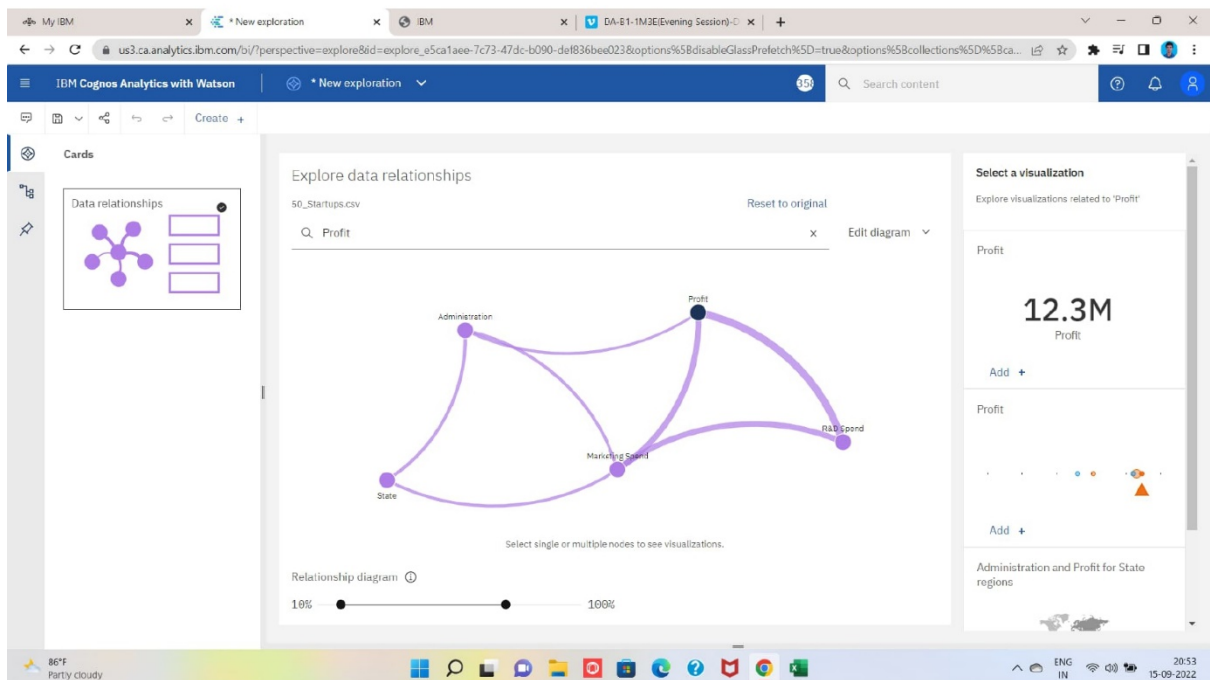 My IBM
* New exploration
IBM
DA-B1-1M3E(Evening Session)-D
us3.ca.analytics.ibm.com/bi/?perspective=explore&id=explore_e5ca1aee-7c73-47dc-b090-def836bee023&options%5BdisableGlassPrefetch%5D=true&options%5Bcollections%5D%5Bca...
IBM Cognos Analytics with Watson
* New exploration
Search content
Create +
Cards
Data relationships
Explore data relationships
50_Startups.csv
Reset to original
Profit
x
Edit diagram
Administration
Profit
R&D Spend
Marketing Spend
State
Select single or multiple nodes to see visualizations.
Relationship diagram
10%
100%
Select a visualization
Explore visualizations related to 'Profit'
Profit
12.3M
Profit
Add +
Profit
Add +
Administration and Profit for State
regions
86°F
Partly cloudy
ENG
IN
20:53
15-09-2022